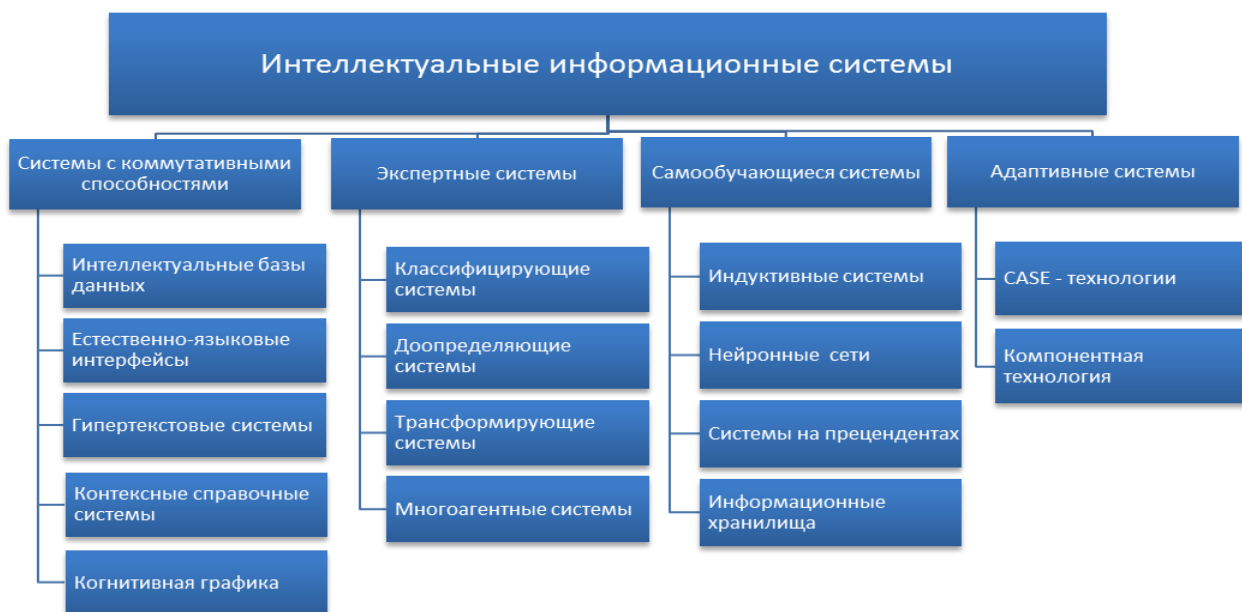 Интеллектуальные информационные системы
Системы с коммутативными
способностями
Интеллектуальные базы
данных
Естественно-языковые
интерфейсы
Гипертекстовые системы
Контексные справочные
системы
Когнитивная графика
Экспертные системы
Классифицирующие
системы
Доопределяющие
системы
Трансформирующие
системы
Многоагентные системы
Самообучающиеся системы
Индуктивные системы
Нейронные сети
Системы на прецендентах
Информационные
хранилища
Адаптивные системы
CASE - технологии
Компонентная
технология